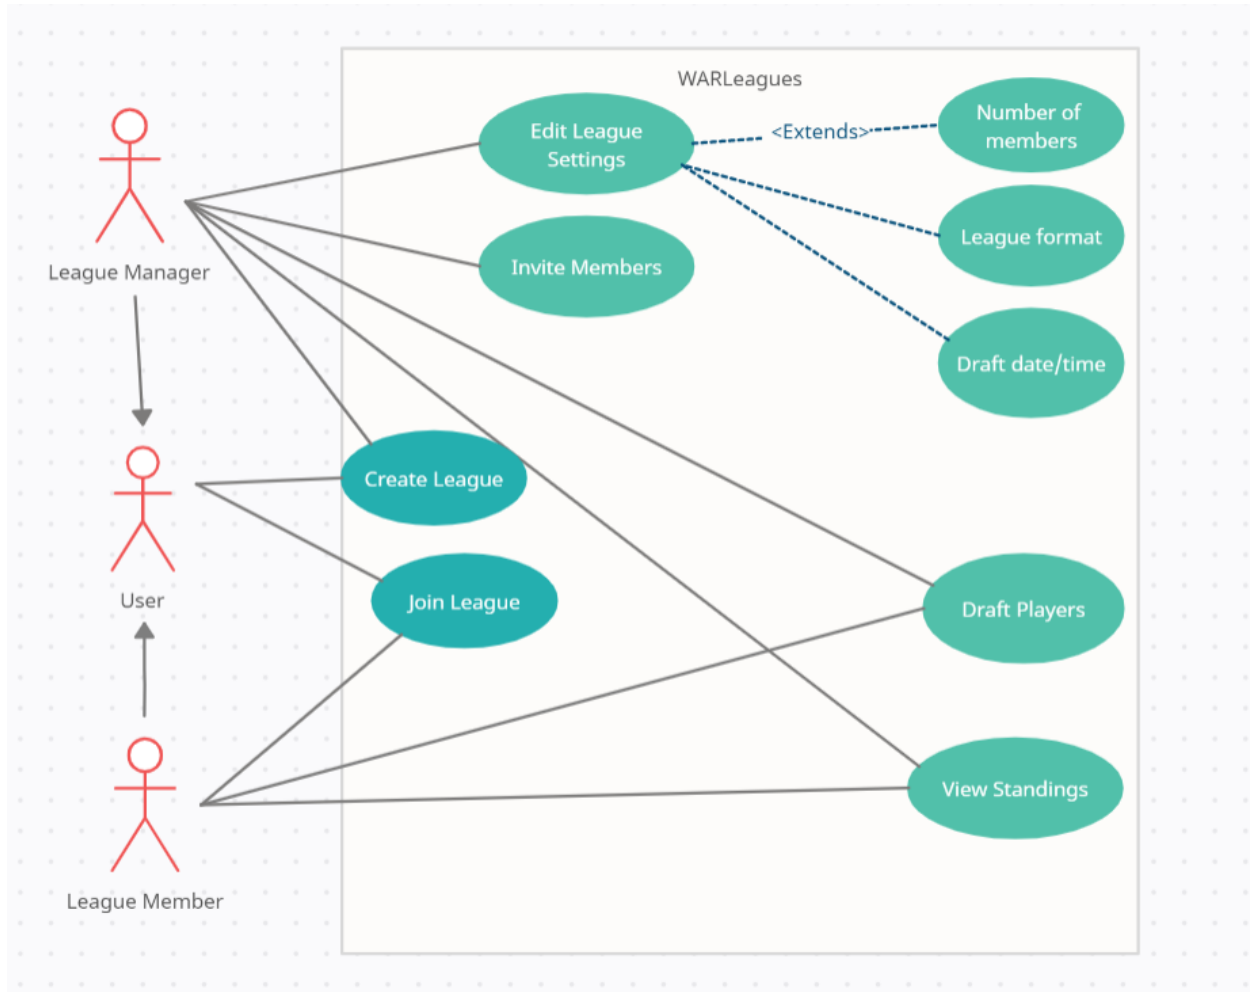 WARLeagues
Edit League
Settings
<Extends>
Number of
members
League format
Invite Members
League Manager
Draft date/time
Create League
Join League
User
Draft Players
View Standings
League Member